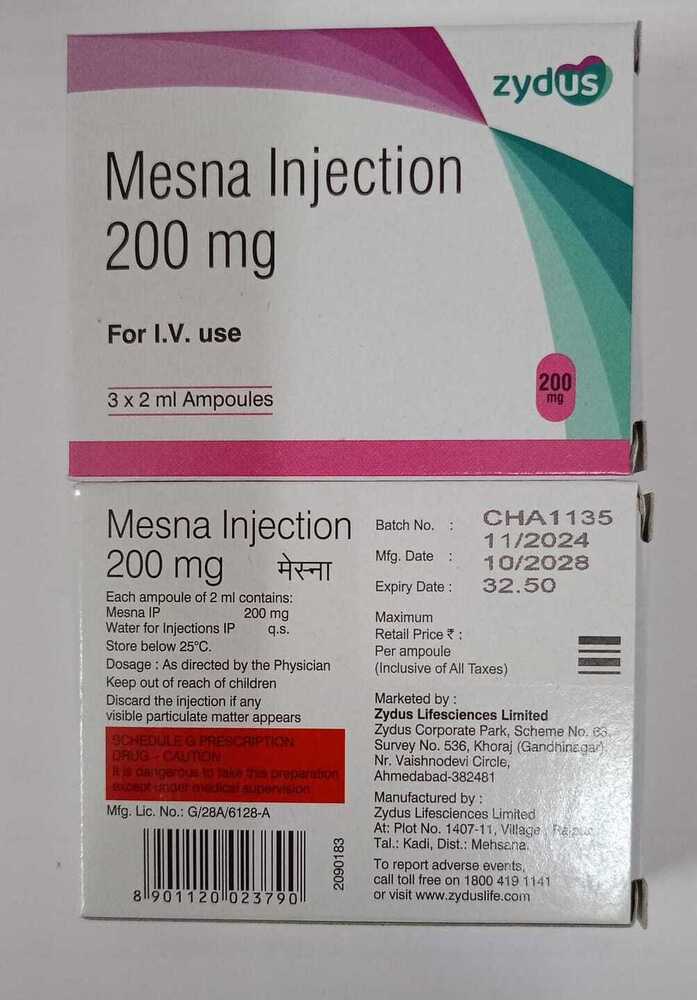 zydus
Mesna Injection
200 mg
For I.V. use
3 x 2 ml Ampoules
200
mg
Mesna Injection
200 mg मेस्ना
Each ampoule of 2 ml contains:
Mesna IP 200 mg
Water for Injections IP q.s.
Store below 25°C.
Dosage : As directed by the Physician
Keep out of reach of children
Discard the injection if any
visible particulate matter appears
SCHEDULE G PRESCRIPTION
DRUG - CAUTION
It is dangerous to take this preparation
except under medical supervision
Mfg. Lic. No.: G/28A/6128-A
8 901120 023790
2090183
Batch No. : CHA1135
11/2024
Mfg. Date : 10/2028
Expiry Date : 32.50
Maximum
Retail Price ₹ :
Per ampoule
(Inclusive of All Taxes)
Marketed by :
Zydus Lifesciences Limited
Zydus Corporate Park, Scheme No. 63,
Survey No. 536, Khoraj (Gandhinagar),
Nr. Vaishnodevi Circle,
Ahmedabad-382481
Manufactured by :
Zydus Lifesciences Limited
At: Plot No. 1407-11, Village
Tal.: Kadi, Dist.: Mehsana.
To report adverse events,
call toll free on 1800 419 1141
or visit www.zyduslife.com